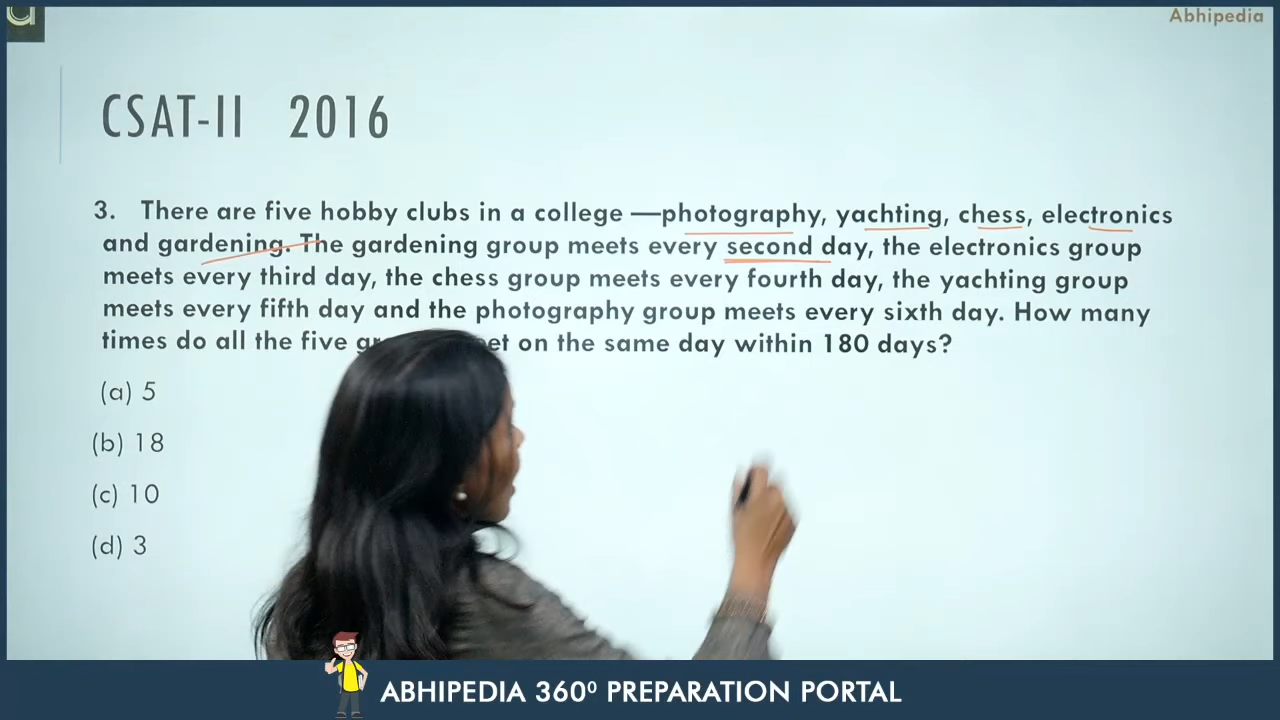 Abhipedia
CSAT-II 2016
3. There are five hobby clubs in a college —photography, yachting, chess, electronics
and gardening. The gardening group meets every second day, the electronics group
meets every third day, the chess group meets every fourth day, the yachting group
meets every fifth day and the photography group meets every sixth day. How many
times do all the five on the same day within 180 days?
(a) 5
(b) 18
(c) 10
(d) 3
ABHIPEDIA 360⁰ PREPARATION PORTAL